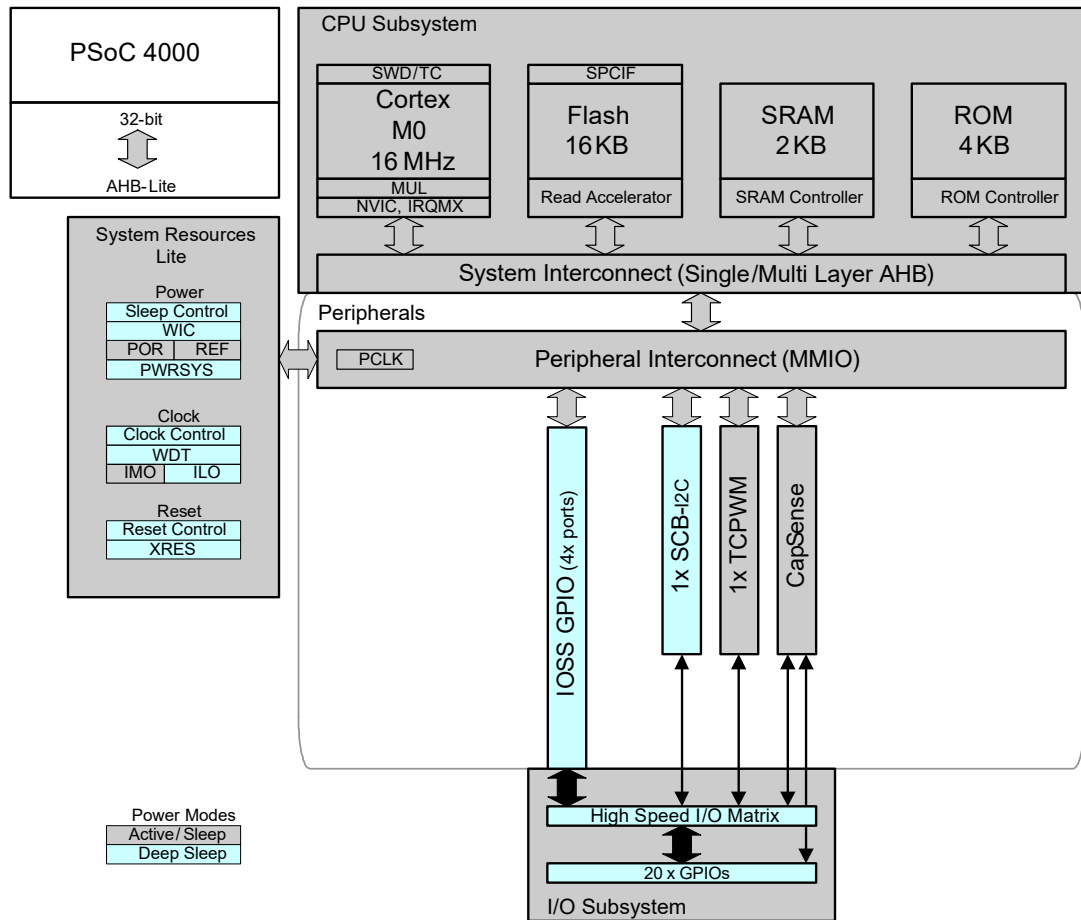 PSoC 4000
32-bit
AHB-Lite
CPU Subsystem
SWD/TC
Cortex
M0
16 MHz
MUL
NVIC, IRQMX
SPCIF
Flash
16 KB
Read Accelerator
SRAM
2 KB
SRAM Controller
ROM
4 KB
ROM Controller
System Interconnect (Single/Multi Layer AHB)
System Resources
Lite
Power
Sleep Control
WIC
POR REF
PWRSYS
Clock
Clock Control
WDT
IMO ILO
Reset
Reset Control
XRES
Peripherals
PCLK
Peripheral Interconnect (MMIO)
IOSS GPIO (4x ports)
1x SCB-I2C
1x TCPWM
CapSense
High Speed I/O Matrix
20 x GPIOs
I/O Subsystem
Power Modes
Active/Sleep
Deep Sleep